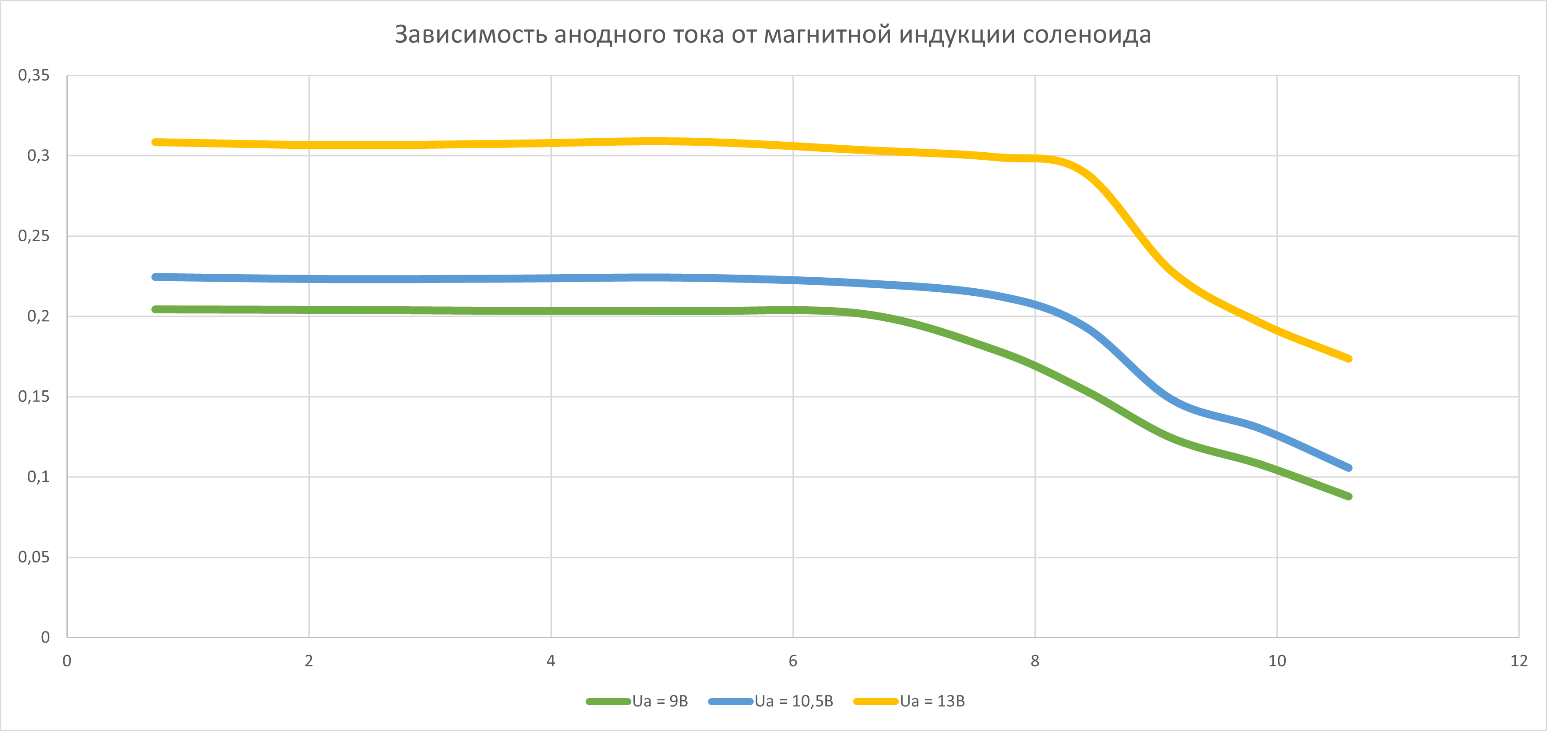 Зависимость анодного тока от магнитной индукции соленоида
0,35
0,3
0,25
0,2
0,15
0,1
0,05
0
0 2 4 6 8 10 12
Ua = 9В Ua = 10,5В Ua = 13В